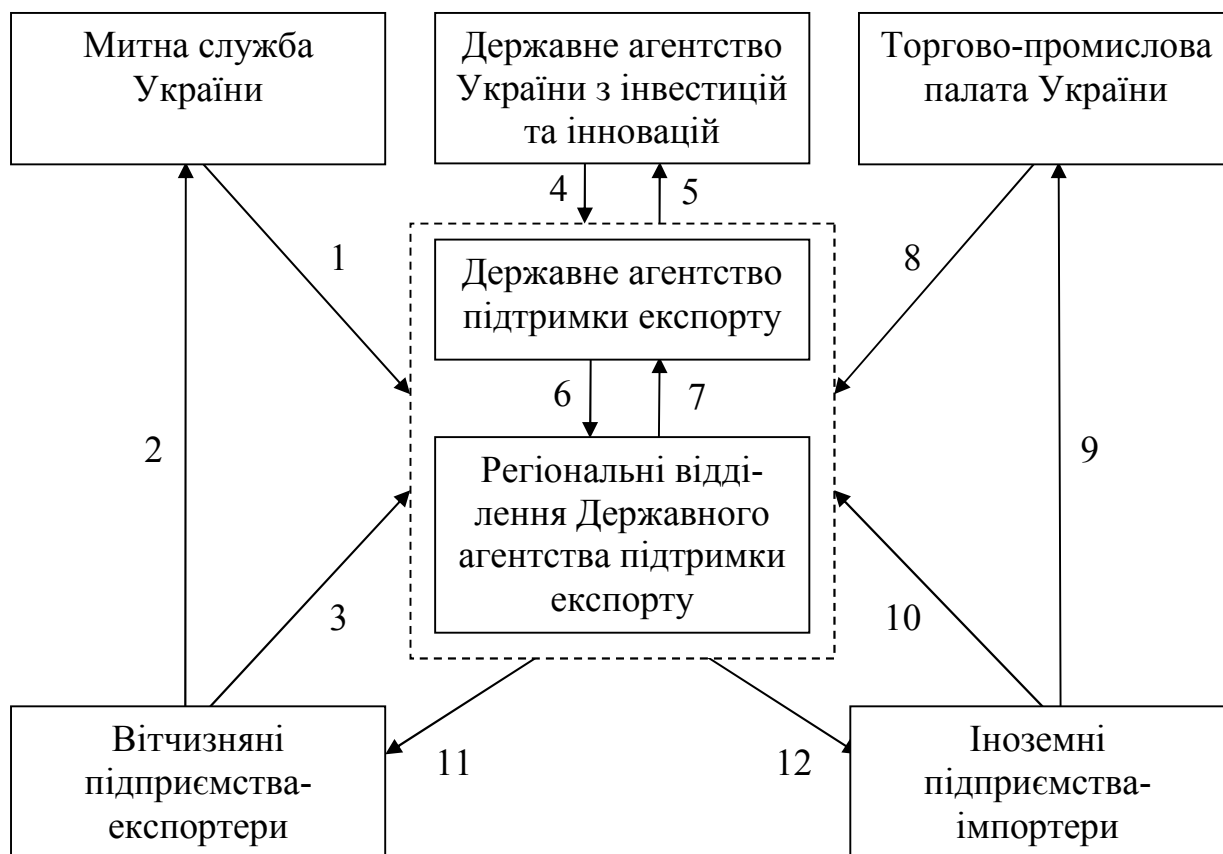 Митна служба
України
Державне агентство
України з інвестицій
та інновацій
Торгово-промислова
палата України
4
5
1
8
Державне агентство
підтримки експорту
6
7
2
9
Регіональні відді-
лення Державного
агентства підтримки
експорту
3
10
11
12
Вітчизняні
підприємства-
експортери
Іноземні
підприємства-
імпортери